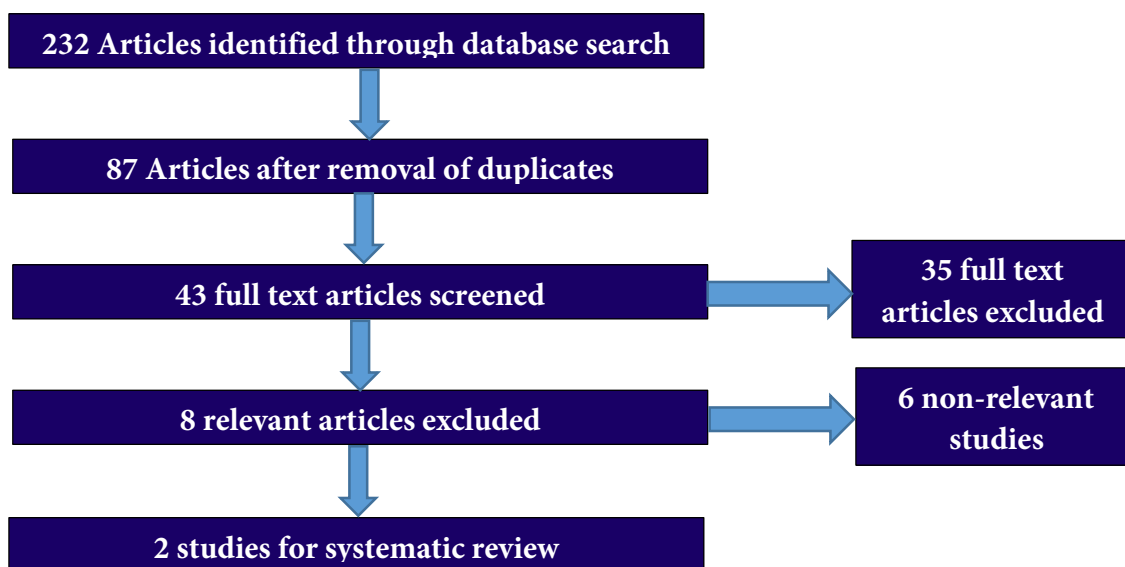 232 Articles identified through database search
87 Articles after removal of duplicates
43 full text articles screened
35 full text
articles excluded
8 relevant articles excluded
6 non-relevant
studies
2 studies for systematic review